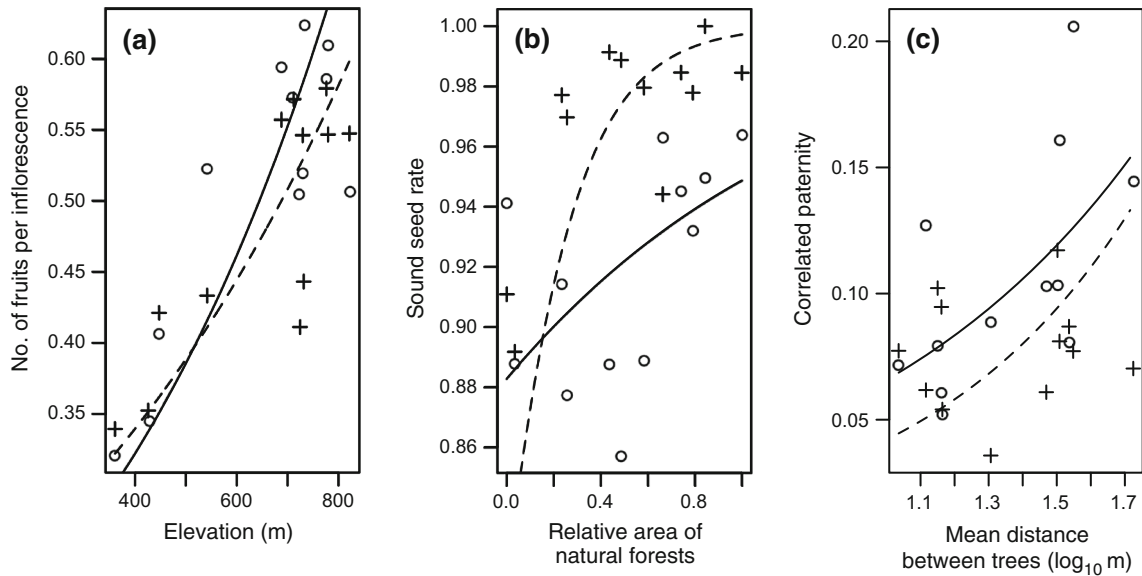 (a)
No. of fruits per inflorescence
0.60
0.55
0.50
0.45
0.40
0.35
400 600 800
Elevation (m)
(b)
Sound seed rate
1.00
0.98
0.96
0.94
0.92
0.90
0.88
0.86
0.0 0.4 0.8
Relative area of
natural forests
(c)
Correlated paternity
0.20
0.15
0.10
0.05
1.1 1.3 1.5 1.7
Mean distance
between trees (log10 m)